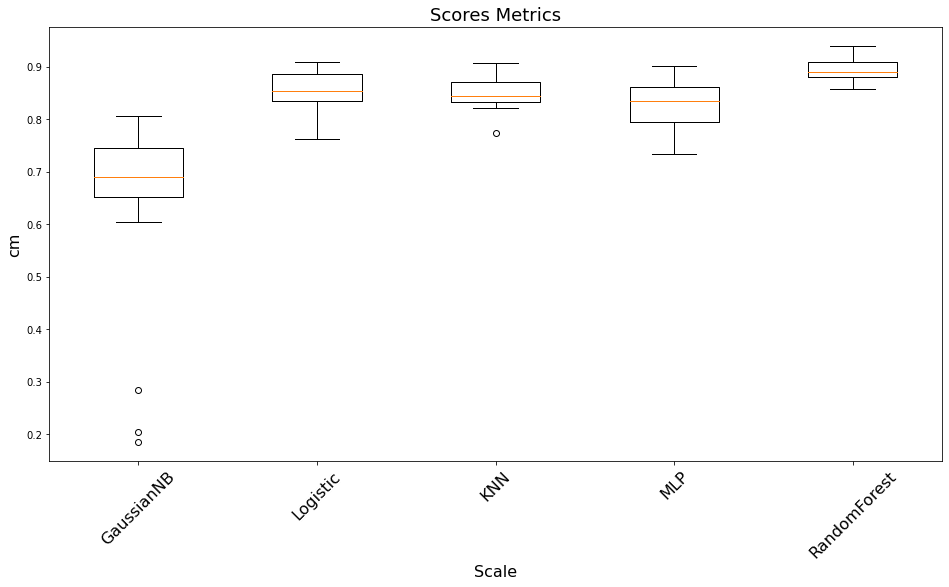 Scores Metrics
cm
0.9
0.8
0.7
0.6
0.5
0.4
0.3
0.2
GaussianNB
Logistic
KNN
MLP
RandomForest
Scale